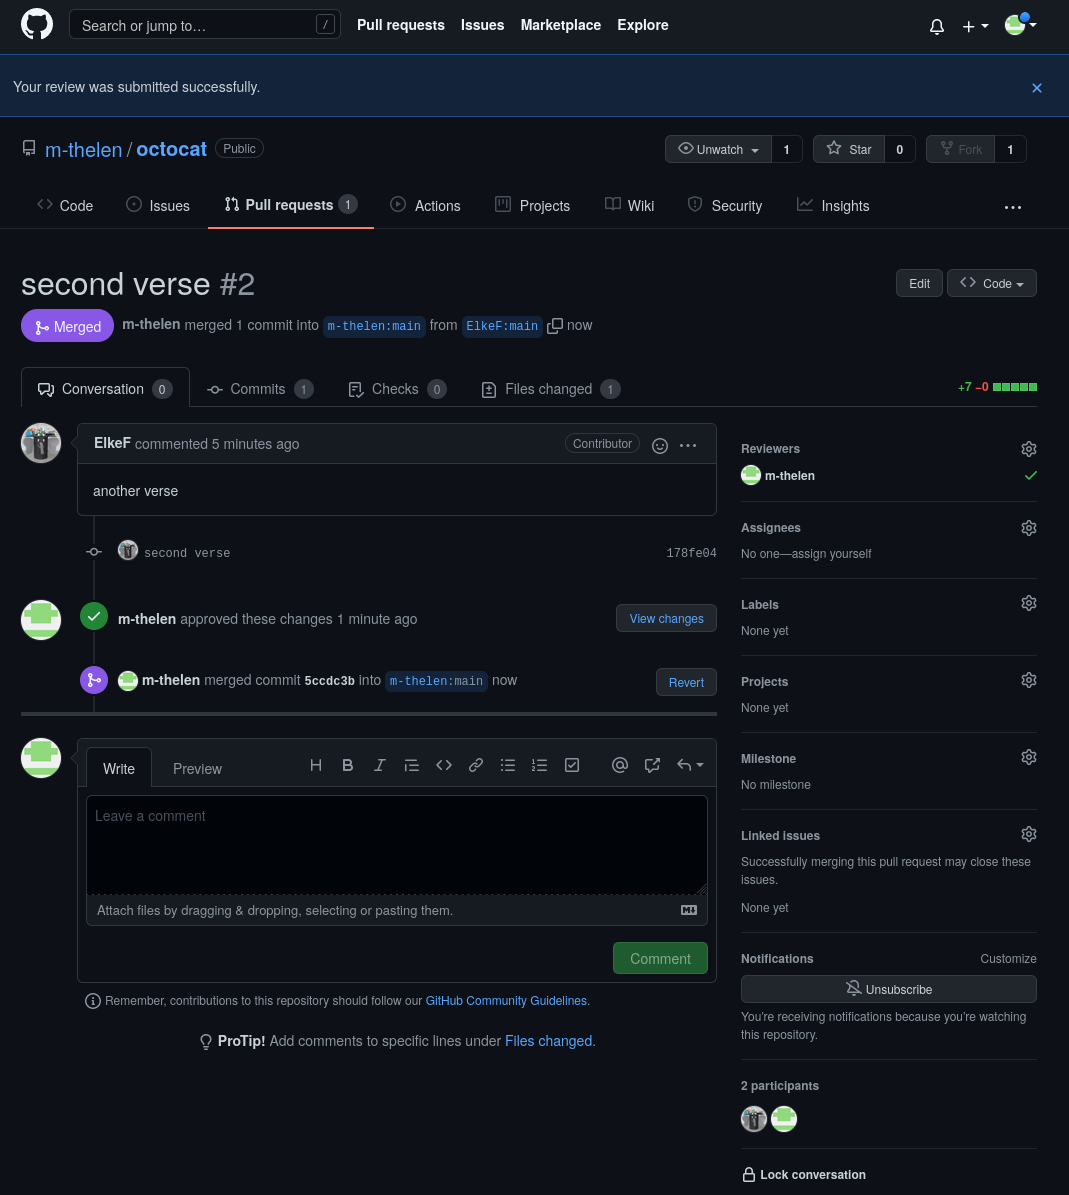 Search or jump to… /
Pull requests Issues Marketplace Explore
Your review was submitted successfully.
m-thelen / octocat Public
Unwatch 1 Star 0 Fork 1
Code Issues Pull requests 1 Actions Projects Wiki Security Insights
second verse #2
Edit Code
Merged m-thelen merged 1 commit into m-thelen:main from ElkeF:main now
Conversation 0 Commits 1 Checks 0 Files changed 1
+7 −0
ElkeF commented 5 minutes ago Contributor
another verse
second verse 178fe04
m-thelen approved these changes 1 minute ago View changes
m-thelen merged commit 5ccdc3b into m-thelen:main now Revert
Write Preview
Leave a comment
Attach files by dragging & dropping, selecting or pasting them.
Comment
Remember, contributions to this repository should follow our GitHub Community Guidelines.
ProTip! Add comments to specific lines under Files changed.
Reviewers
m-thelen
Assignees
No one—assign yourself
Labels
None yet
Projects
None yet
Milestone
No milestone
Linked issues
Successfully merging this pull request may close these
issues.
None yet
Notifications Customize
Unsubscribe
You're receiving notifications because you're watching
this repository.
2 participants
Lock conversation